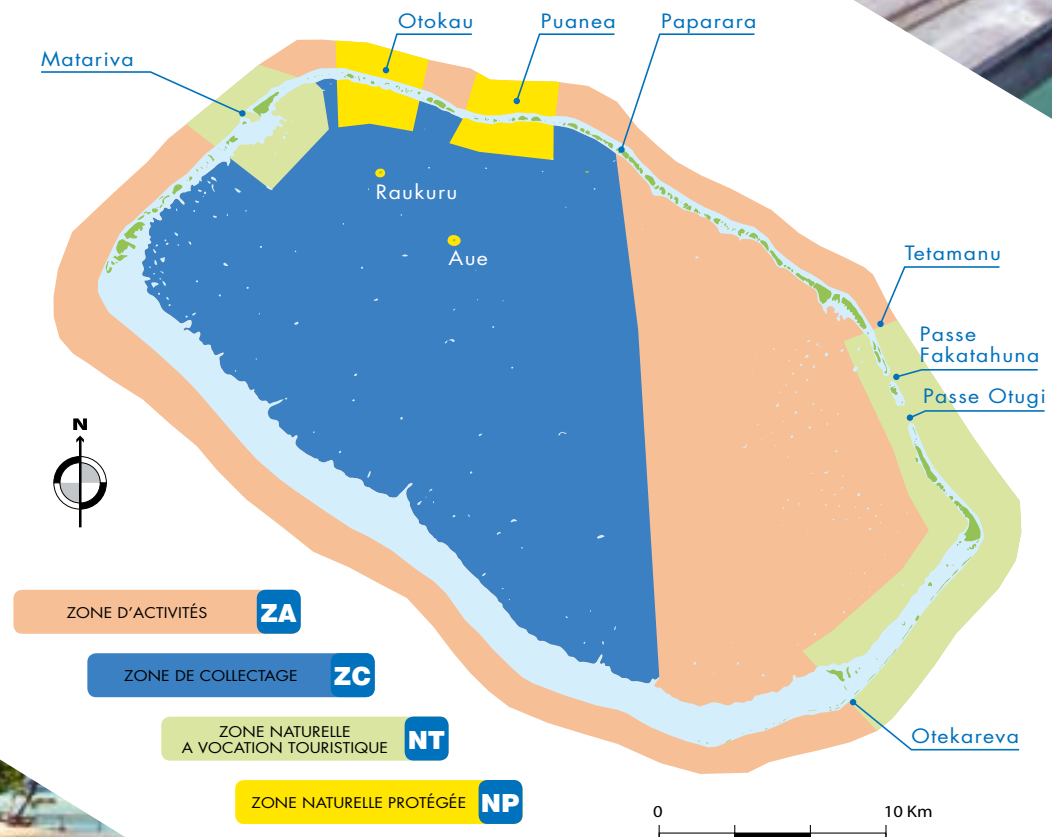 Otokau
Puanea
Paparara
Matariva
Raukuru
Aue
Tetamanu
Passe
Fakatahuna
Passe Otugi
N
ZONE D'ACTIVITÉS ZA
ZONE DE COLLECTAGE ZC
ZONE NATURELLE
A VOCATION TOURISTIQUE NT
Otekareva
ZONE NATURELLE PROTÉGÉE NP
0 10 Km